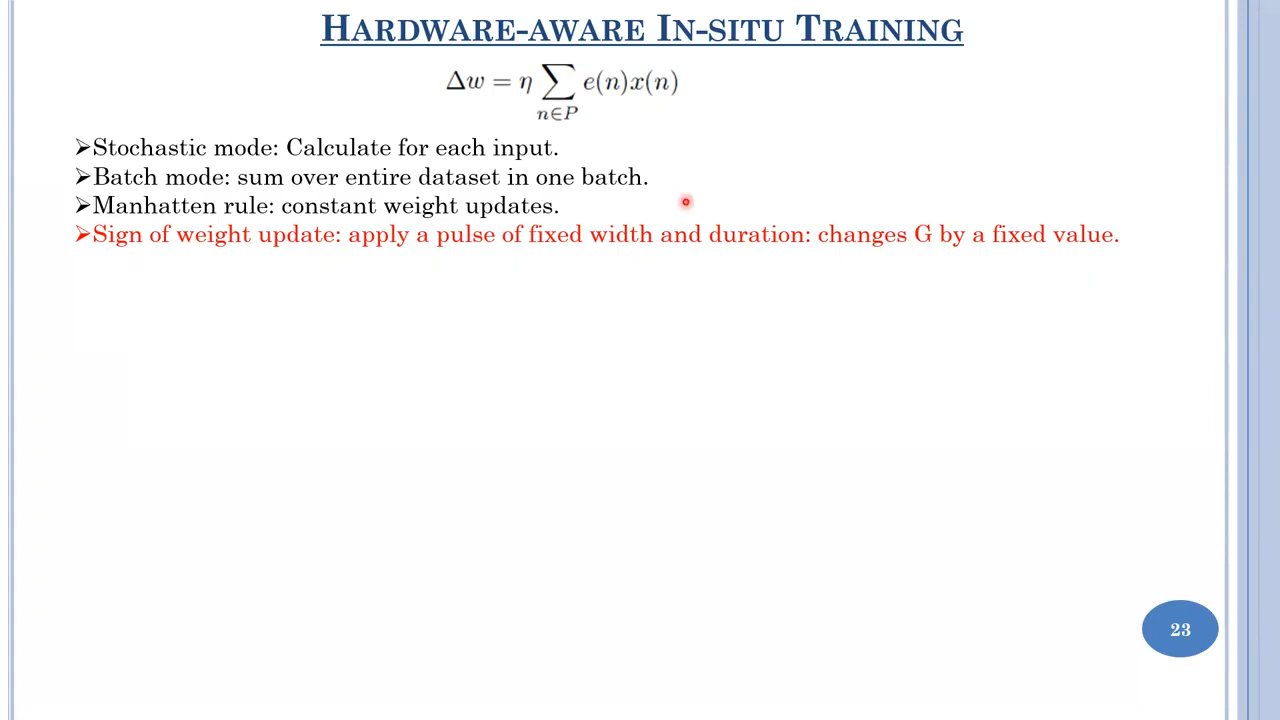 HARDWARE-AWARE IN-SITU TRAINING
Δw = η ∑ e(n)x(n)
n∈P
➢Stochastic mode: Calculate for each input.
➢Batch mode: sum over entire dataset in one batch.
➢Manhatten rule: constant weight updates.
➢Sign of weight update: apply a pulse of fixed width and duration: changes G by a fixed value.
23